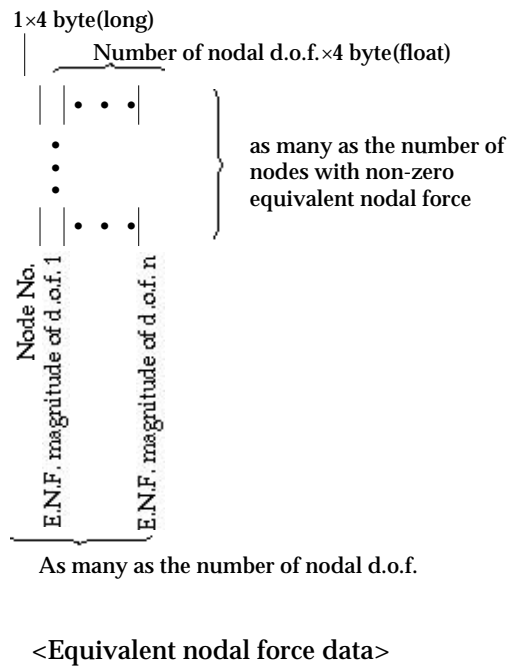 1×4 byte(long)
Number of nodal d.o.f.×4 byte(float)
as many as the number of
nodes with non-zero
equivalent nodal force
Node No.
E.N.F. magnitude of d.o.f. 1
E.N.F. magnitude of d.o.f. n
As many as the number of nodal d.o.f.
<Equivalent nodal force data>